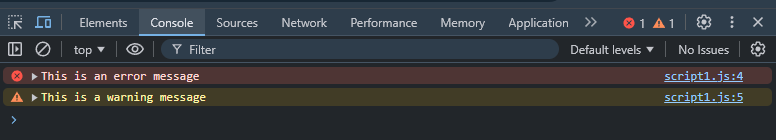 Elements Console Sources Network Performance Memory Application 1 1
top Filter Default levels No Issues
This is an error message script1.js:4
This is a warning message script1.js:5